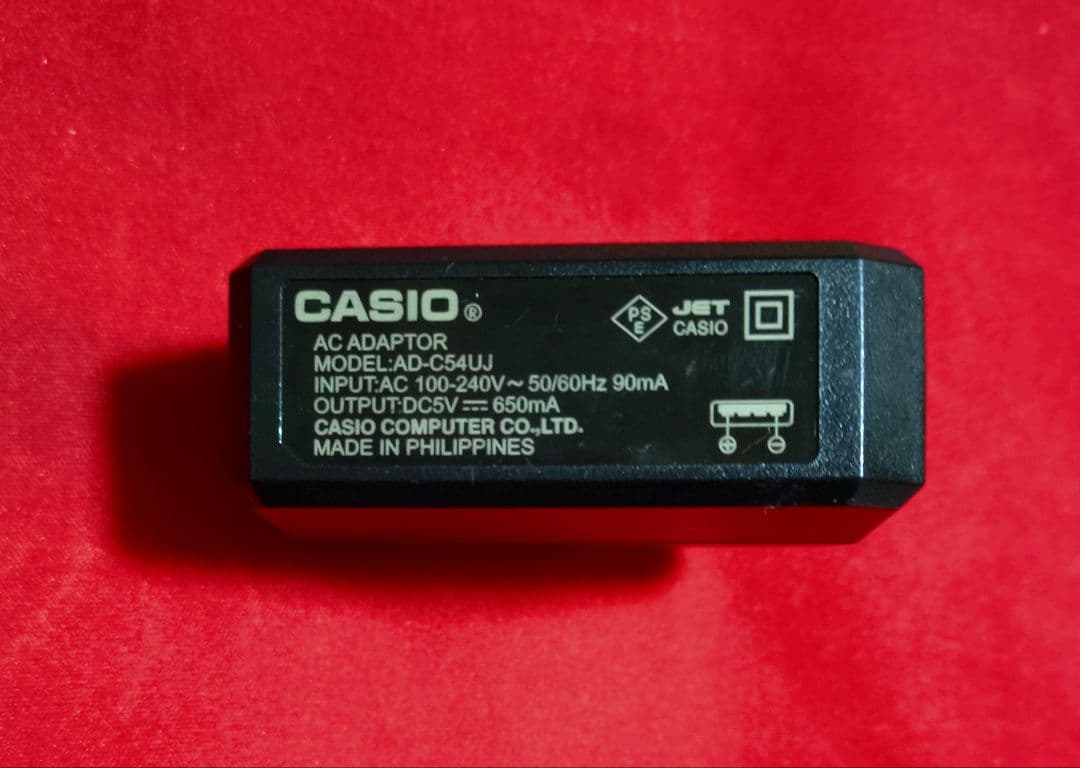 CASIO®
AC ADAPTOR
MODEL:AD-C54UJ
INPUT:AC 100-240V~50/60Hz 90mA
OUTPUT:DC5V⎓650mA
CASIO COMPUTER CO.,LTD.
MADE IN PHILIPPINES
PS
E
JET
CASIO